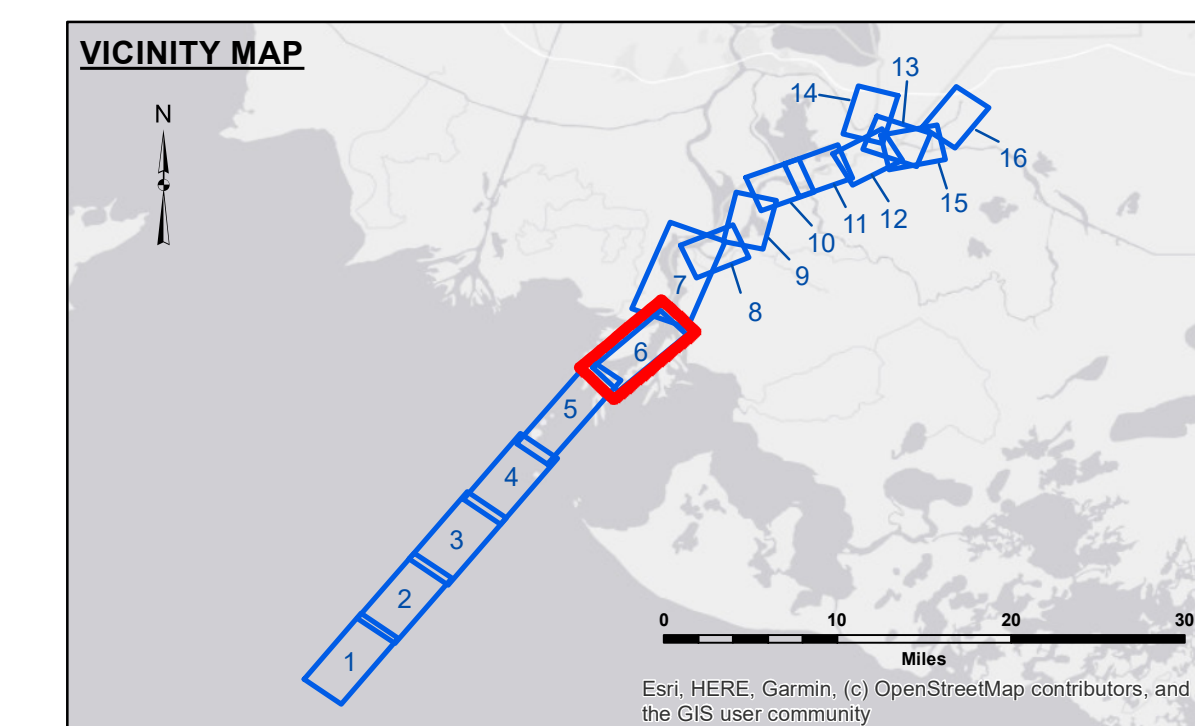 VICINITY MAP
N
13
14
16
15
12
11
10
9
7
8
6
5
4
3
2
1
0 10 20 30
Miles
Esri, HERE, Garmin, (c) OpenStreetMap contributors, and
the GIS user community